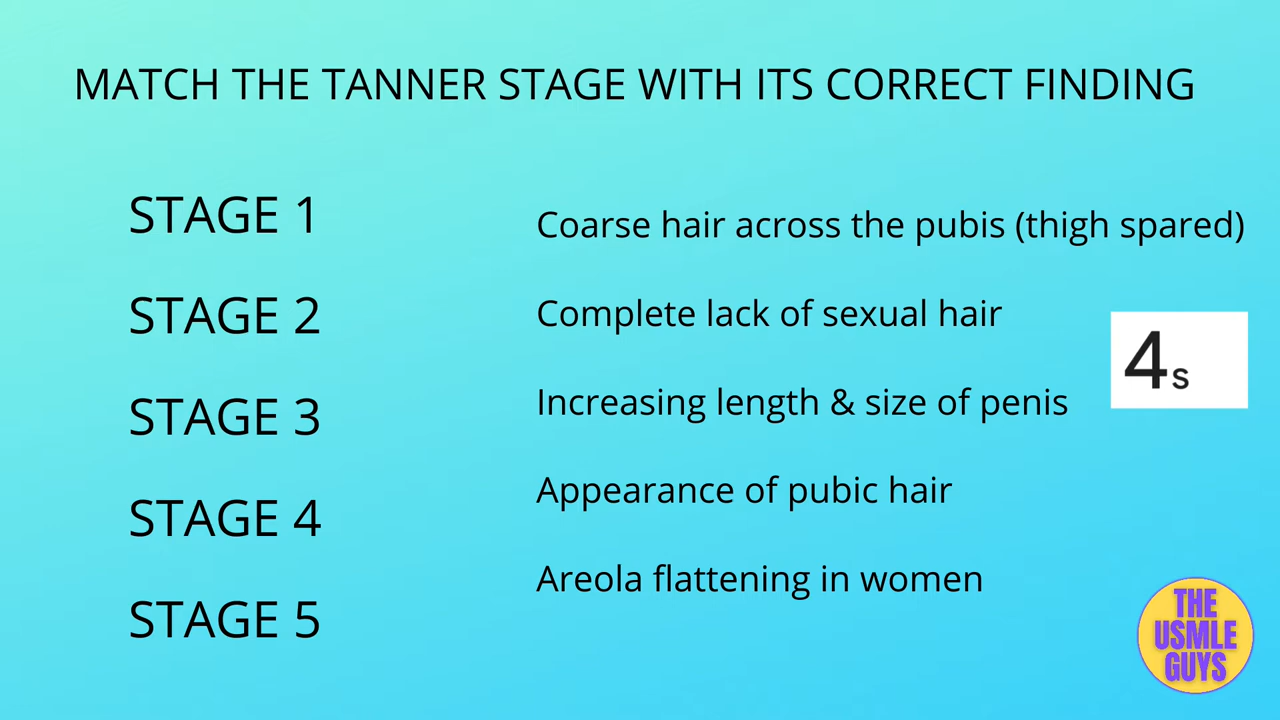 MATCH THE TANNER STAGE WITH ITS CORRECT FINDING
STAGE 1
STAGE 2
STAGE 3
STAGE 4
STAGE 5
Coarse hair across the pubis (thigh spared)
Complete lack of sexual hair
Increasing length & size of penis
Appearance of pubic hair
Areola flattening in women
4s
THE
USMLE
GUYS